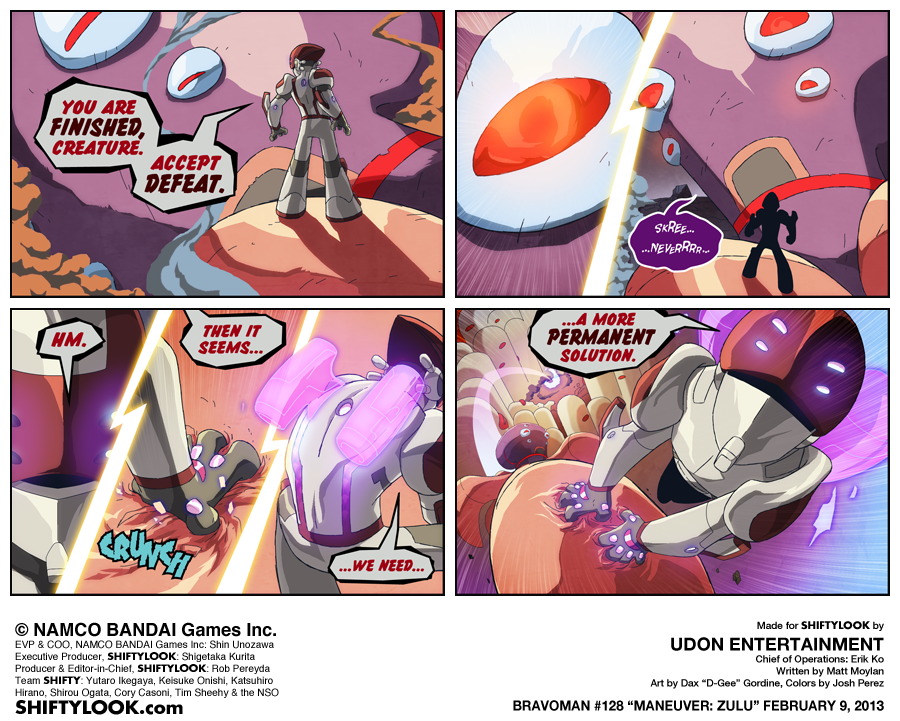 YOU ARE
FINISHED,
CREATURE.
ACCEPT
DEFEAT.
SKREE...
...NEVERRRR...
HM.
THEN IT
SEEMS...
CRUNCH
...WE NEED...
...A MORE
PERMANENT
SOLUTION.
© NAMCO BANDAI Games Inc.
EVP & COO, NAMCO BANDAI Games Inc: Shin Unozawa
Executive Producer, SHIFTYLOOK: Shigetaka Kurita
Producer & Editor-in-Chief, SHIFTYLOOK: Rob Pereyda
Team SHIFTY: Yutaro Ikegaya, Keisuke Onishi, Katsuhiro
Hirano, Shirou Ogata, Cory Casoni, Tim Sheehy & the NSO
SHIFTYLOOK.com
Made for SHIFTYLOOK by
UDON ENTERTAINMENT
Chief of Operations: Erik Ko
Written by Matt Moylan
Art by Dax "D-Gee" Gordine, Colors by Josh Perez
BRAVOMAN #128 "MANEUVER: ZULU" FEBRUARY 9, 2013